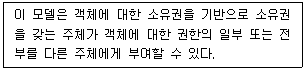 이 모델은 객체에 대한 소유권을 기반으로 소유권
을 갖는 주체가 객체에 대한 권한의 일부 또는 전
부를 다른 주체에게 부여할 수 있다.